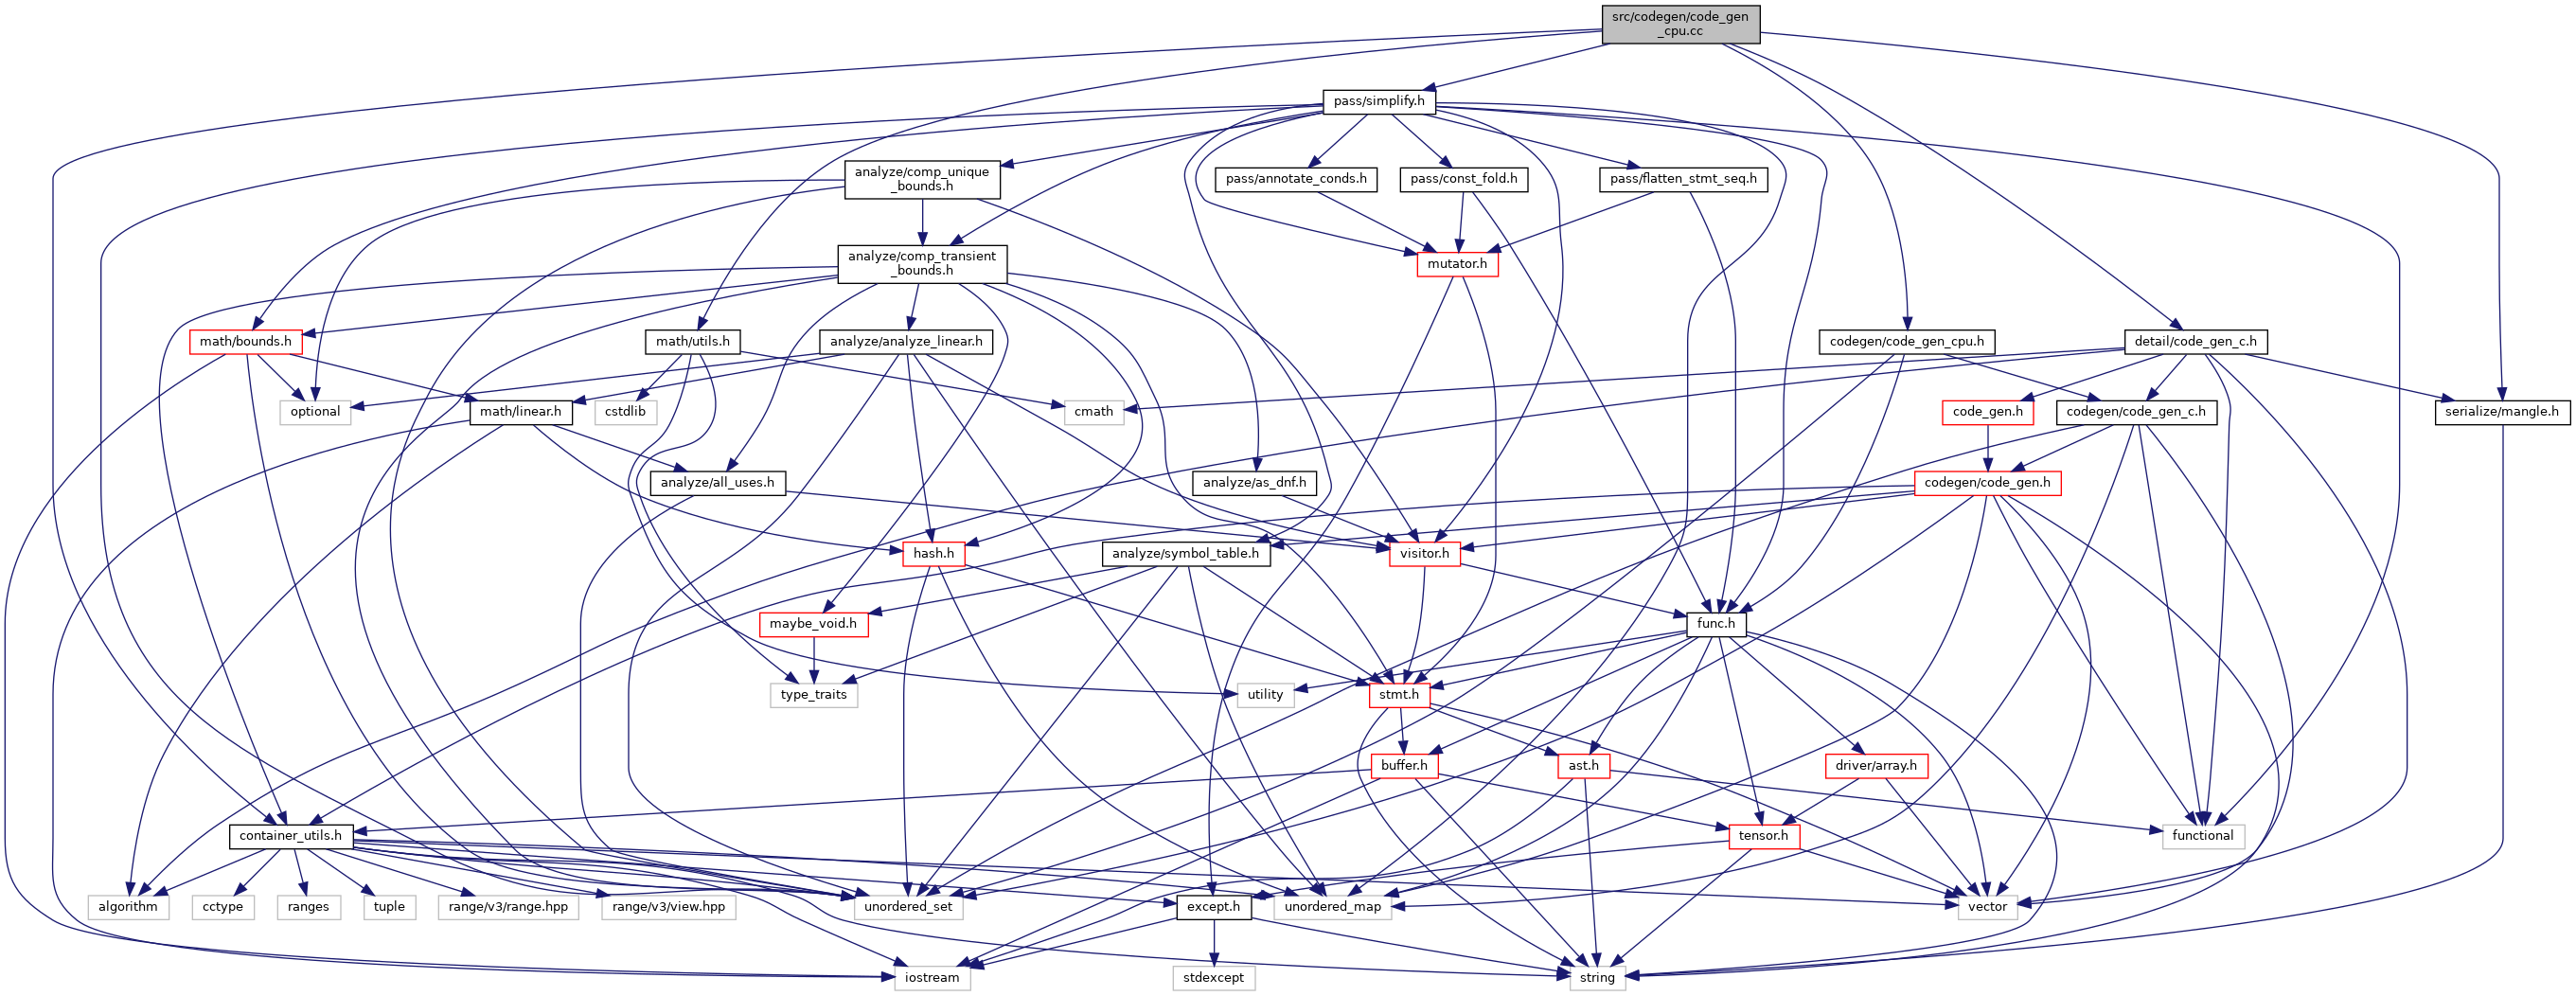 src/codegen/code_gen
_cpu.cc
pass/simplify.h
analyze/comp_unique
_bounds.h
pass/annotate_conds.h
pass/const_fold.h
pass/flatten_stmt_seq.h
analyze/comp_transient
_bounds.h
mutator.h
math/bounds.h
math/utils.h
analyze/analyze_linear.h
codegen/code_gen_cpu.h
detail/code_gen_c.h
optional
math/linear.h
cstdlib
cmath
code_gen.h
codegen/code_gen_c.h
serialize/mangle.h
analyze/all_uses.h
analyze/as_dnf.h
codegen/code_gen.h
hash.h
analyze/symbol_table.h
visitor.h
maybe_void.h
func.h
type_traits
utility
stmt.h
buffer.h
ast.h
driver/array.h
container_utils.h
tensor.h
functional
algorithm
cctype
ranges
tuple
range/v3/range.hpp
range/v3/view.hpp
unordered_set
except.h
unordered_map
vector
iostream
stdexcept
string